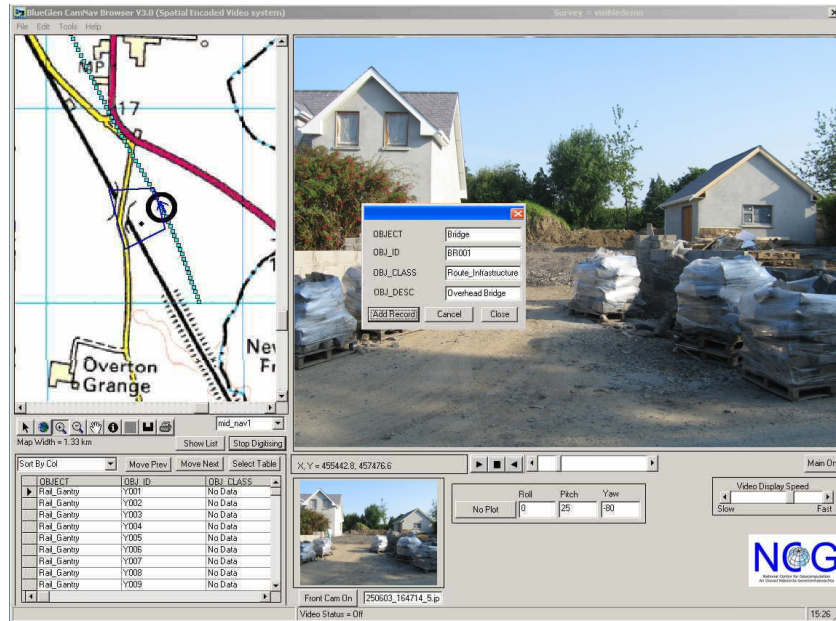 BlueGlen CamNav Browser V3.0 (Spatial Encoded Video system)
Survey = visibledemo
File Edit Tools Help
MP
17
Overton
Grange
New
Fr
OBJECT Bridge
OBJ_ID BR001
OBJ_CLASS Route_Infrastructure
OBJ_DESC Overhead Bridge
Add Record Cancel Close
mid_nav1
Map Width = 1.33 km
Show List Stop Digitising
Sort By Col Move Prev Move Next Select Table
X, Y = 455442.8, 457476.6
Main On
OBJECT OBJ_ID OBJ_CLASS
Rail_Gantry Y001 No Data
Rail_Gantry Y002 No Data
Rail_Gantry Y003 No Data
Rail_Gantry Y004 No Data
Rail_Gantry Y005 No Data
Rail_Gantry Y006 No Data
Rail_Gantry Y007 No Data
Rail_Gantry Y008 No Data
Rail_Gantry Y009 No Data
Roll Pitch Yaw
No Plot 0 25 -80
Video Display Speed
Slow Fast
NCG
National Centre for Geocomputation
Front Cam On 250603_164714_5.jp
Video Status = Off
15:26